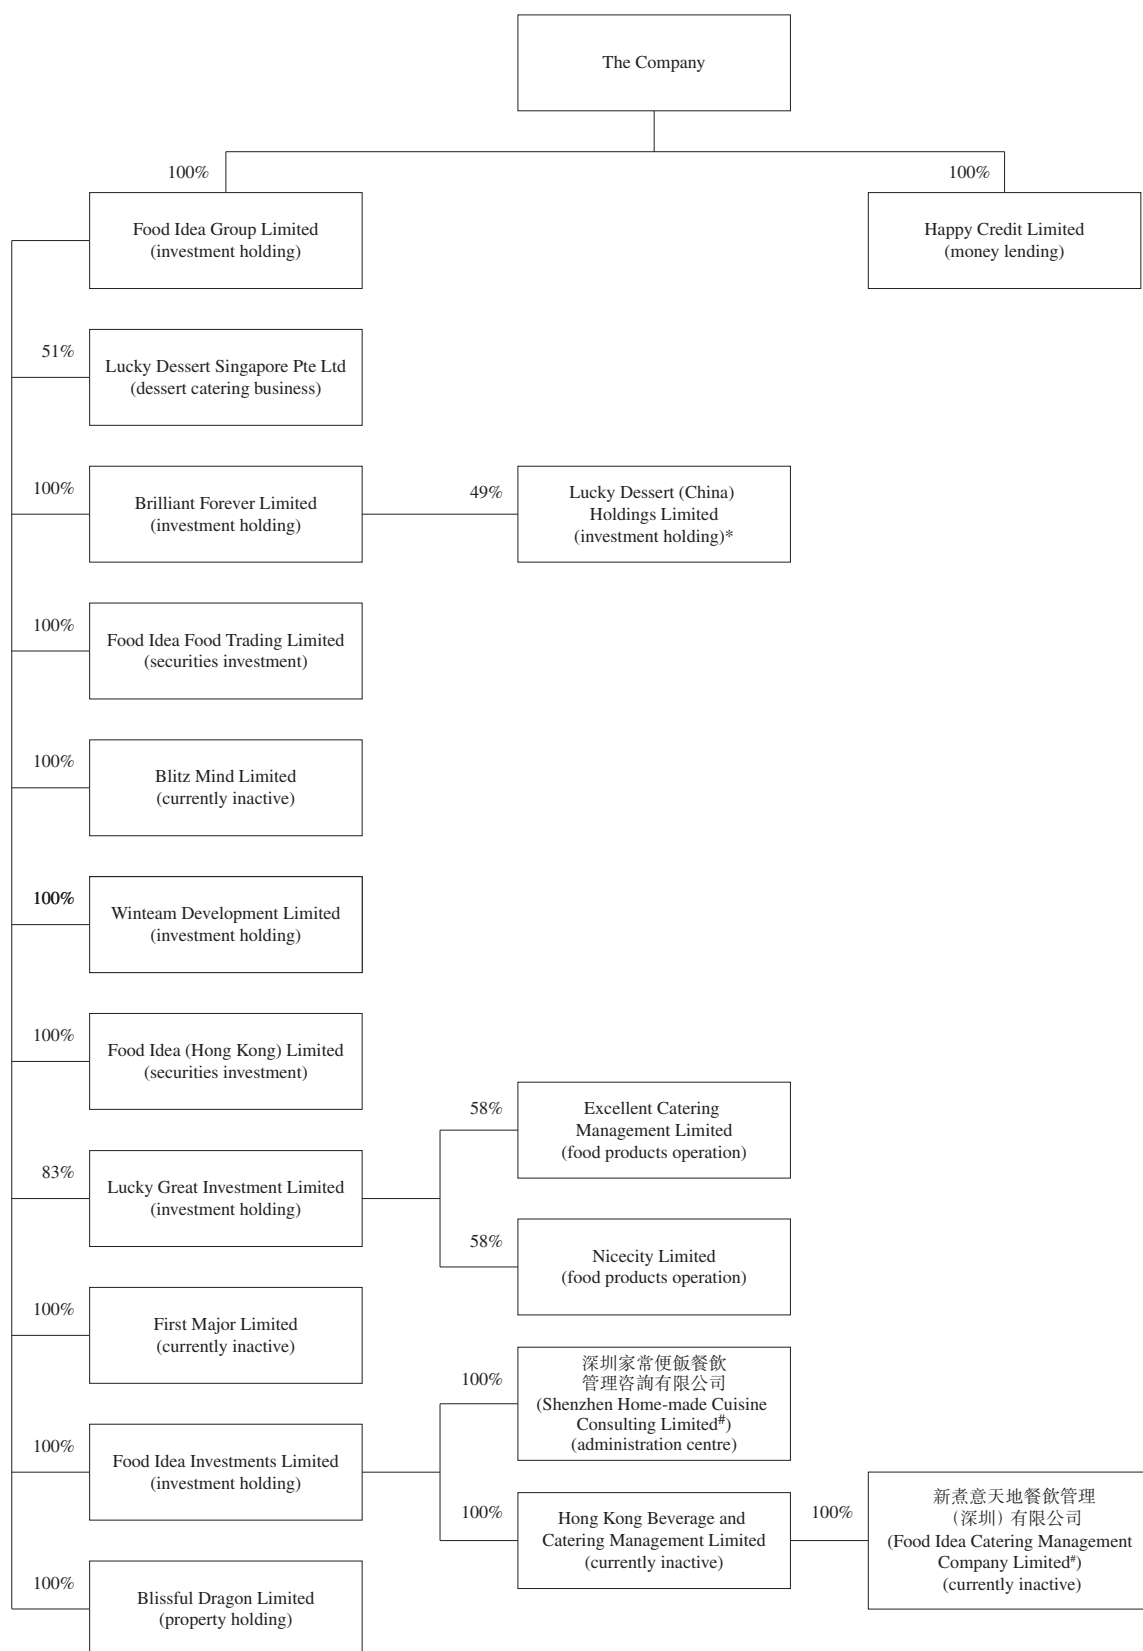 The Company
100%
100%
Food Idea Group Limited
(investment holding)
Happy Credit Limited
(money lending)
51%
Lucky Dessert Singapore Pte Ltd
(dessert catering business)
100%
Brilliant Forever Limited
(investment holding)
49%
Lucky Dessert (China)
Holdings Limited
(investment holding)*
100%
Food Idea Food Trading Limited
(securities investment)
100%
Blitz Mind Limited
(currently inactive)
100%
Winteam Development Limited
(investment holding)
100%
Food Idea (Hong Kong) Limited
(securities investment)
83%
Lucky Great Investment Limited
(investment holding)
58%
Excellent Catering
Management Limited
(food products operation)
58%
Nicecity Limited
(food products operation)
100%
First Major Limited
(currently inactive)
100%
Food Idea Investments Limited
(investment holding)
100%
深圳家常便飯餐飲
管理咨詢有限公司
(Shenzhen Home-made Cuisine
Consulting Limited#)
(administration centre)
100%
Hong Kong Beverage and
Catering Management Limited
(currently inactive)
100%
新煮意天地餐飲管理
（深圳）有限公司
(Food Idea Catering Management
Company Limited#)
(currently inactive)
100%
Blissful Dragon Limited
(property holding)